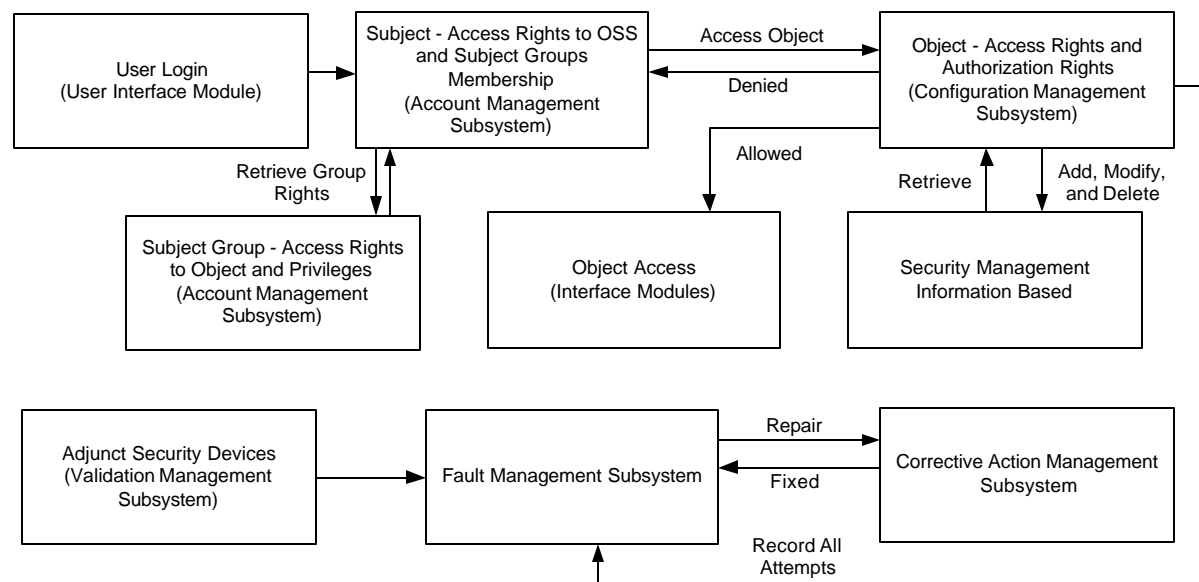 User Login
(User Interface Module)
Subject - Access Rights to OSS
and Subject Groups
Membership
(Account Management
Subsystem)
Access Object
Denied
Object - Access Rights and
Authorization Rights
(Configuration Management
Subsystem)
Allowed
Retrieve Group
Rights
Retrieve
Add, Modify,
and Delete
Subject Group - Access Rights
to Object and Privileges
(Account Management
Subsystem)
Object Access
(Interface Modules)
Security Management
Information Based
Adjunct Security Devices
(Validation Management
Subsystem)
Fault Management Subsystem
Repair
Fixed
Corrective Action Management
Subsystem
Record All
Attempts